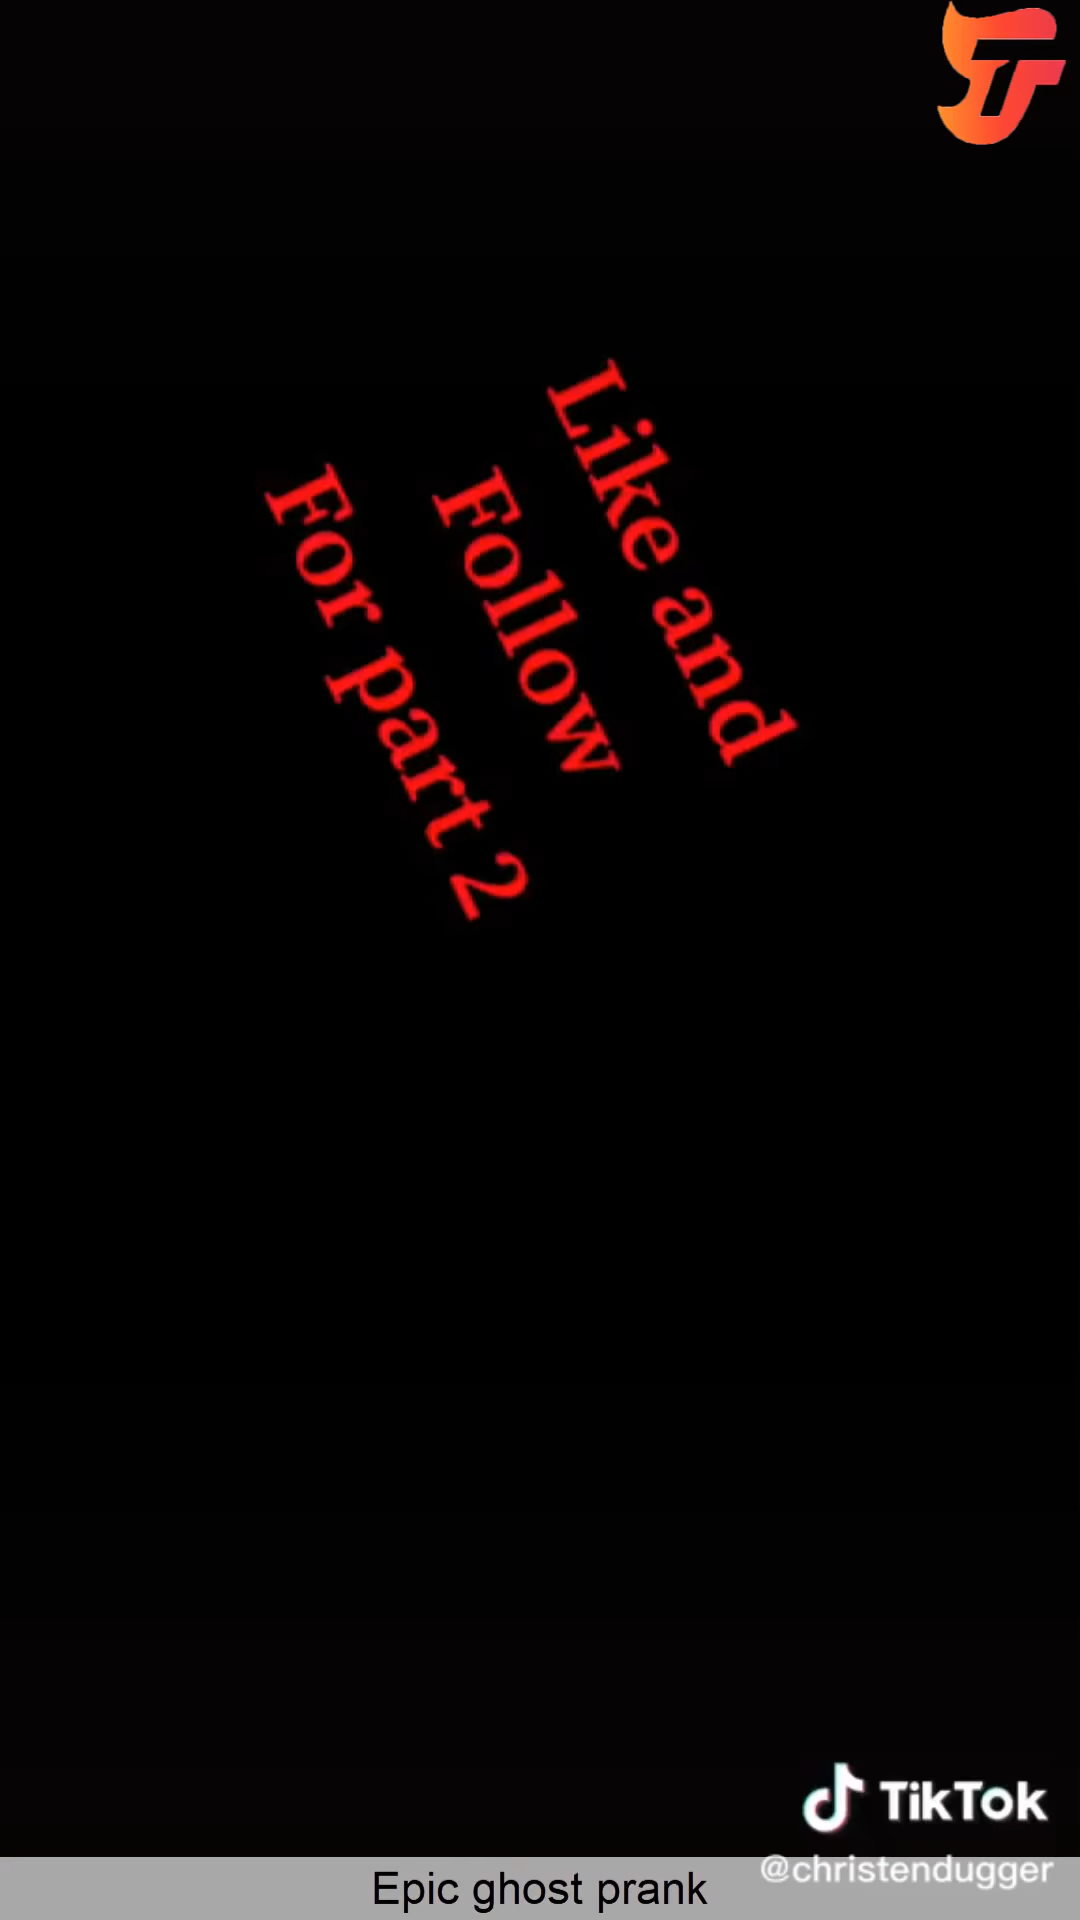 Like and
Follow
For part 2
TikTok
@christendugger
Epic ghost prank